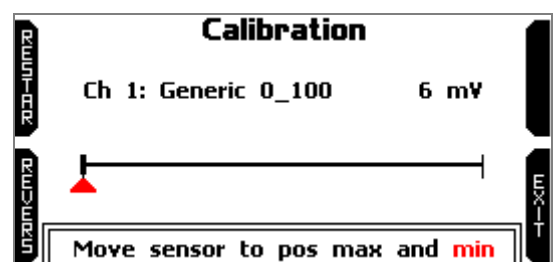 Calibration
RESTAR
Ch 1: Generic 0_100 6 mV
REVERS
EXIT
Move sensor to pos max and min